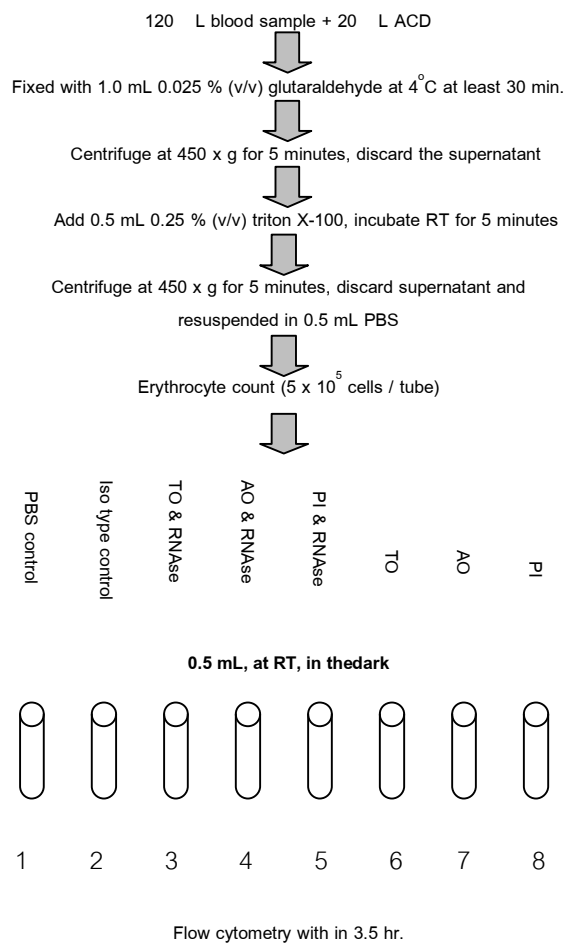 120 L blood sample + 20 L ACD
Fixed with 1.0 mL 0.025 % (v/v) glutaraldehyde at 4°C at least 30 min.
Centrifuge at 450 x g for 5 minutes, discard the supernatant
Add 0.5 mL 0.25 % (v/v) triton X-100, incubate RT for 5 minutes
Centrifuge at 450 x g for 5 minutes, discard supernatant and
resuspended in 0.5 mL PBS
Erythrocyte count (5 x 10⁵ cells / tube)
PBS control
Iso type control
TO & RNAse
AO & RNAse
PI & RNAse
TO
AO
PI
0.5 mL, at RT, in thedark
1 2 3 4 5 6 7 8
Flow cytometry with in 3.5 hr.